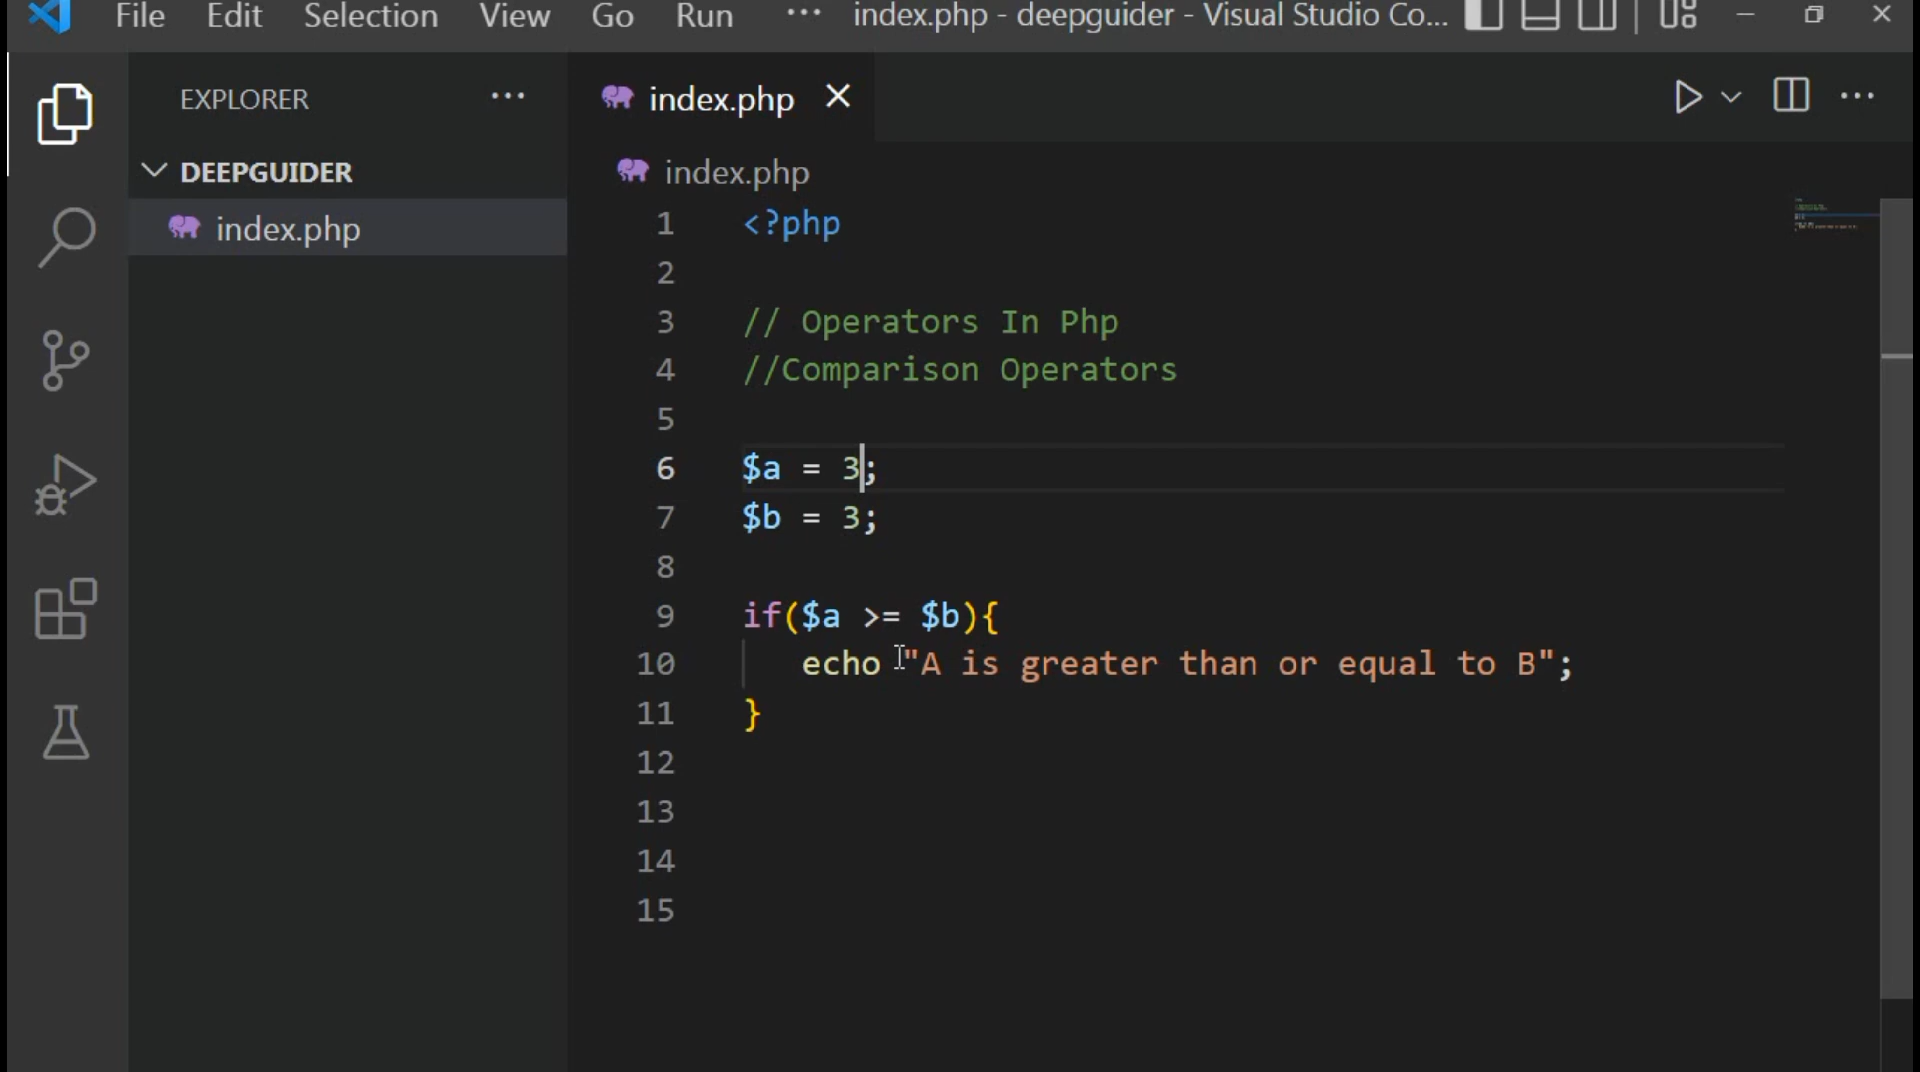 File Edit Selection View Go Run ··· index.php - deepguider - Visual Studio Co...
EXPLORER ···
DEEPGUIDER
index.php
index.php
index.php
1 <?php
2
3 // Operators In Php
4 //Comparison Operators
5
6 $a = 3;
7 $b = 3;
8
9 if($a >= $b){
10 echo "A is greater than or equal to B";
11 }
12
13
14
15